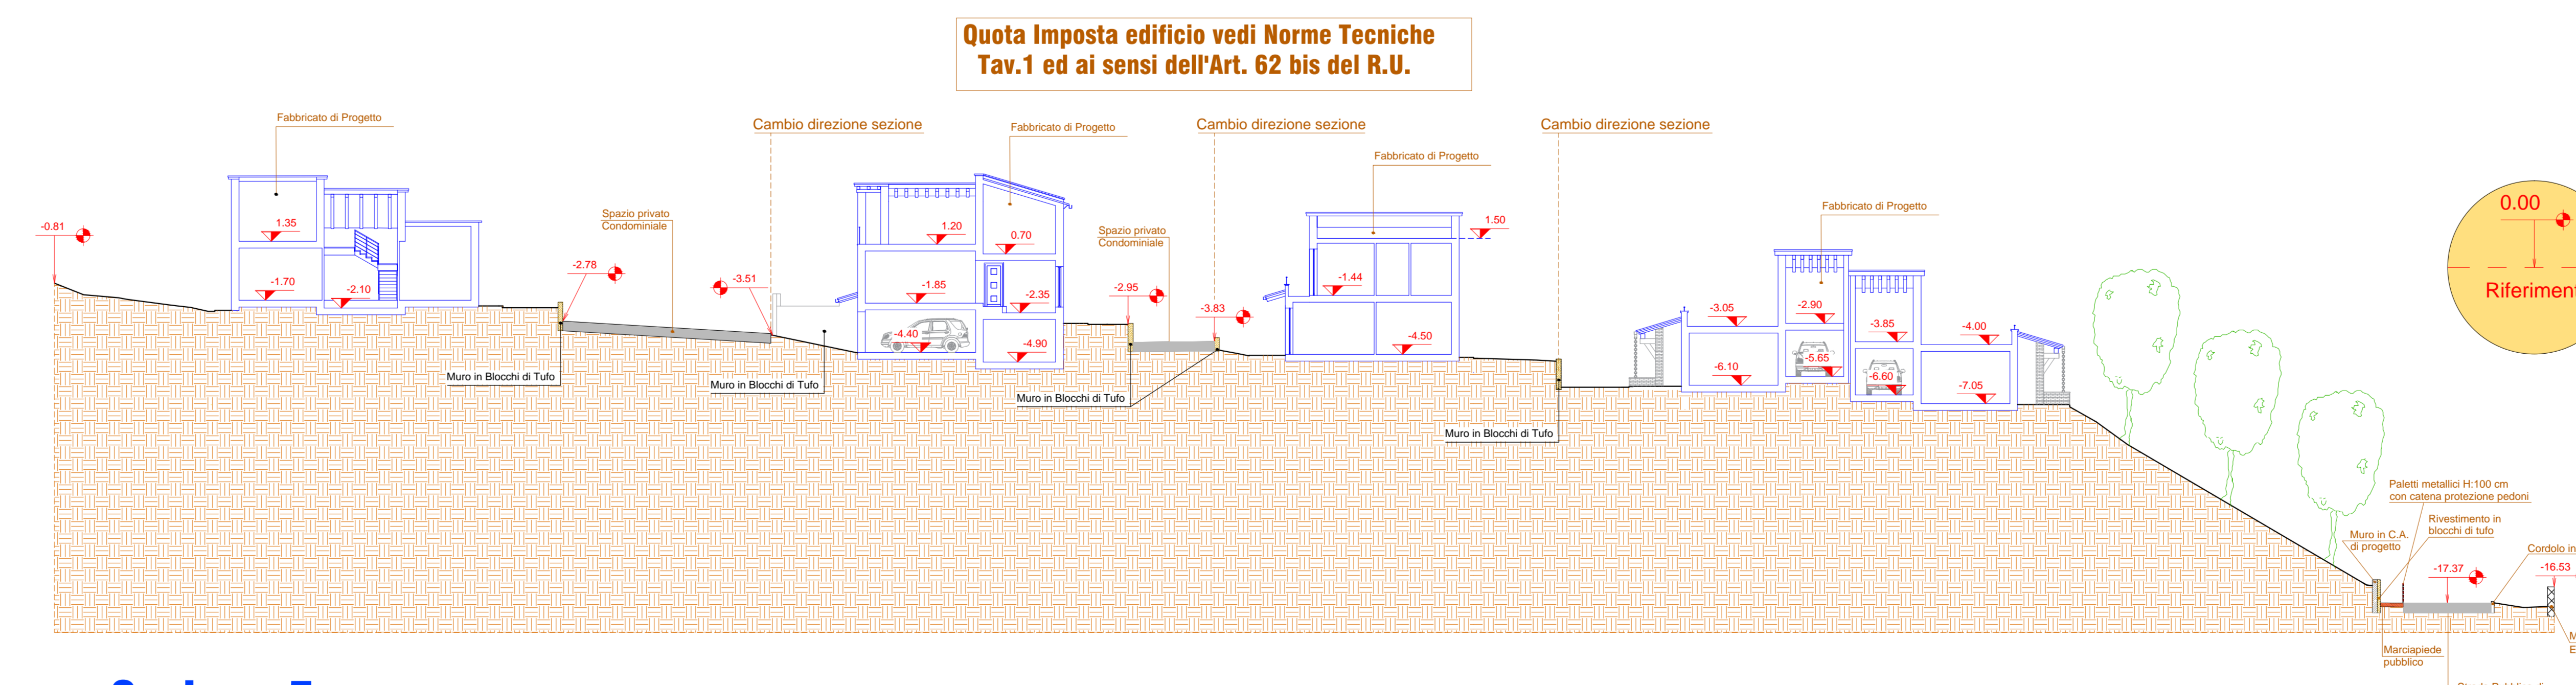 Quota Imposta edificio vedi Norme Tecniche
Tav.1 ed ai sensi dell'Art. 62 bis del R.U.
Fabbricato di Progetto
Cambio direzione sezione
Fabbricato di Progetto
Cambio direzione sezione
Fabbricato di Progetto
Cambio direzione sezione
Fabbricato di Progetto
-0.81
1.35
-1.70
-2.10
Spazio privato
Condominiale
-2.78
-3.51
1.20
0.70
-1.85
-2.35
-4.40
-4.90
Spazio privato
Condominiale
-2.95
-3.83
1.50
-1.44
-4.50
-3.05
-2.90
-3.85
-4.00
-6.10
-5.65
-6.60
-7.05
0.00
Muro in Blocchi di Tufo
Muro in Blocchi di Tufo
Muro in Blocchi di Tufo
Muro in Blocchi di Tufo
Paletti metallici H:100 cm
con catena protezione pedoni
Rivestimento in
blocchi di tufo
Muro in C.A.
di progetto
Cordolo in
-17.37
-16.53
Marciapiede
pubblico